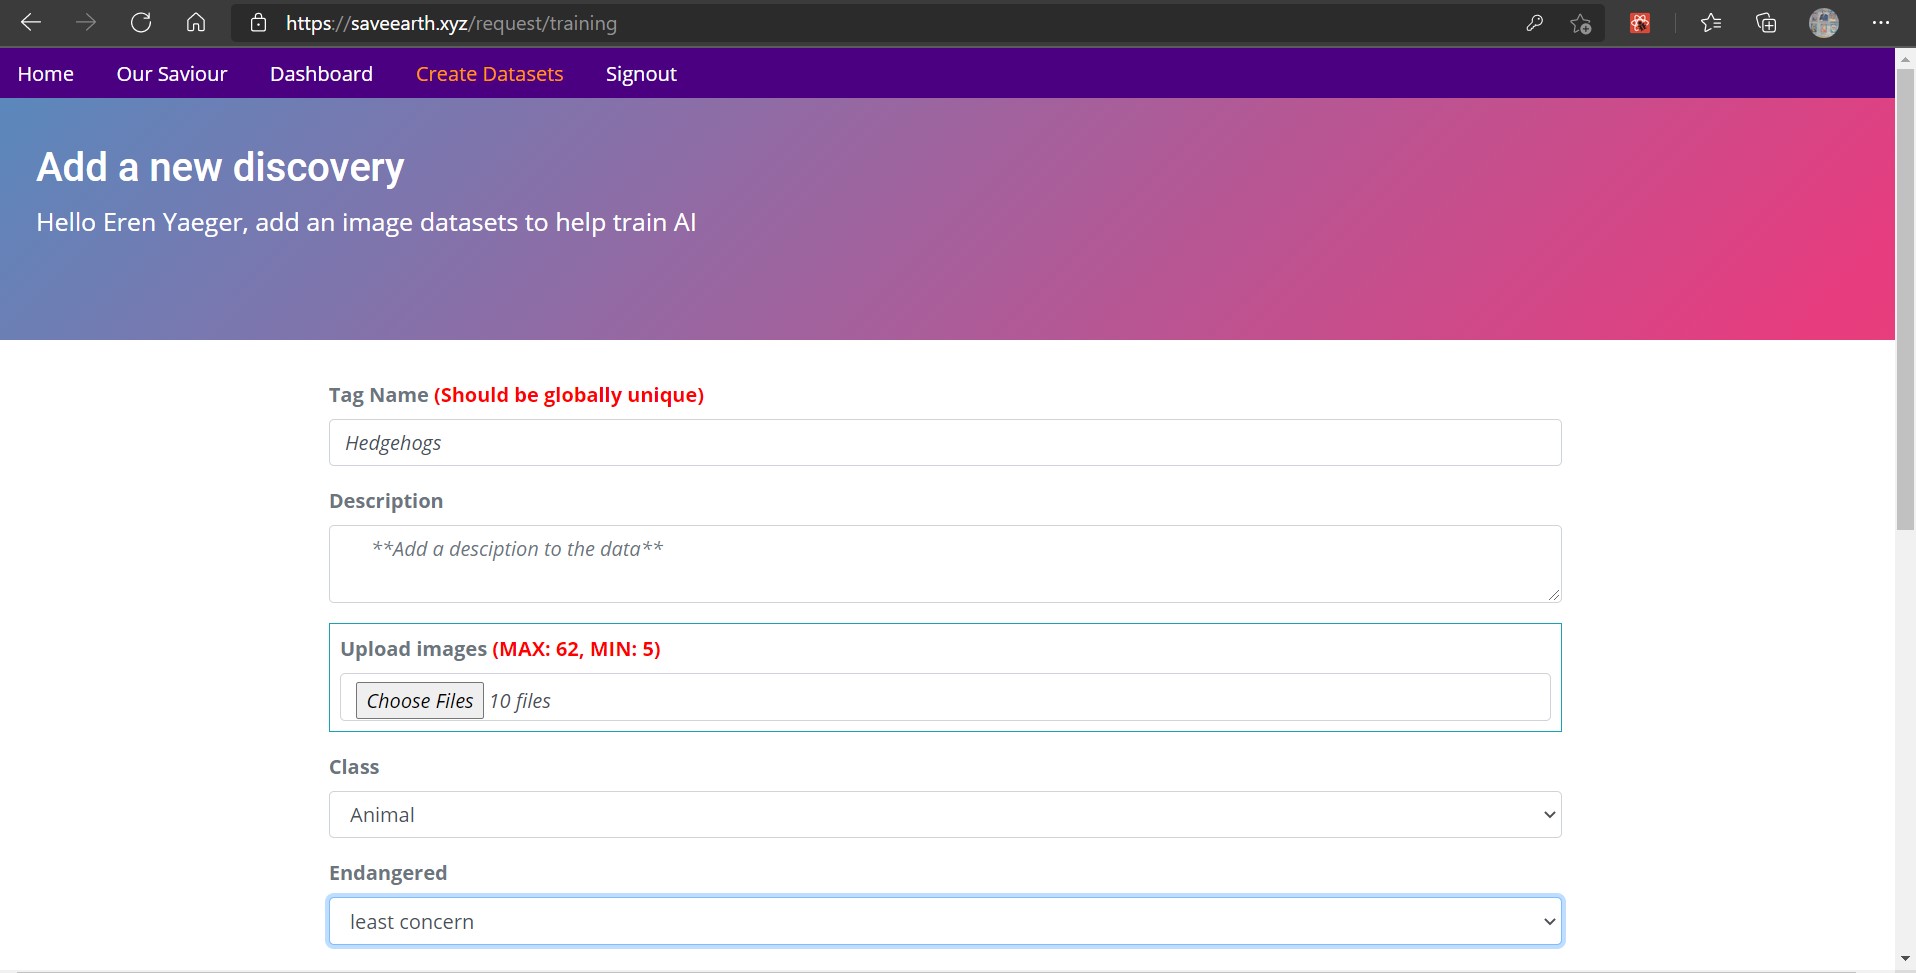 https://saveearth.xyz/request/training
Home Our Saviour Dashboard Create Datasets Signout
Add a new discovery
Hello Eren Yaeger, add an image datasets to help train AI
Tag Name (Should be globally unique)
Hedgehogs
Description
**Add a desciption to the data**
Upload images (MAX: 62, MIN: 5)
Choose Files 10 files
Class
Animal
Endangered
least concern